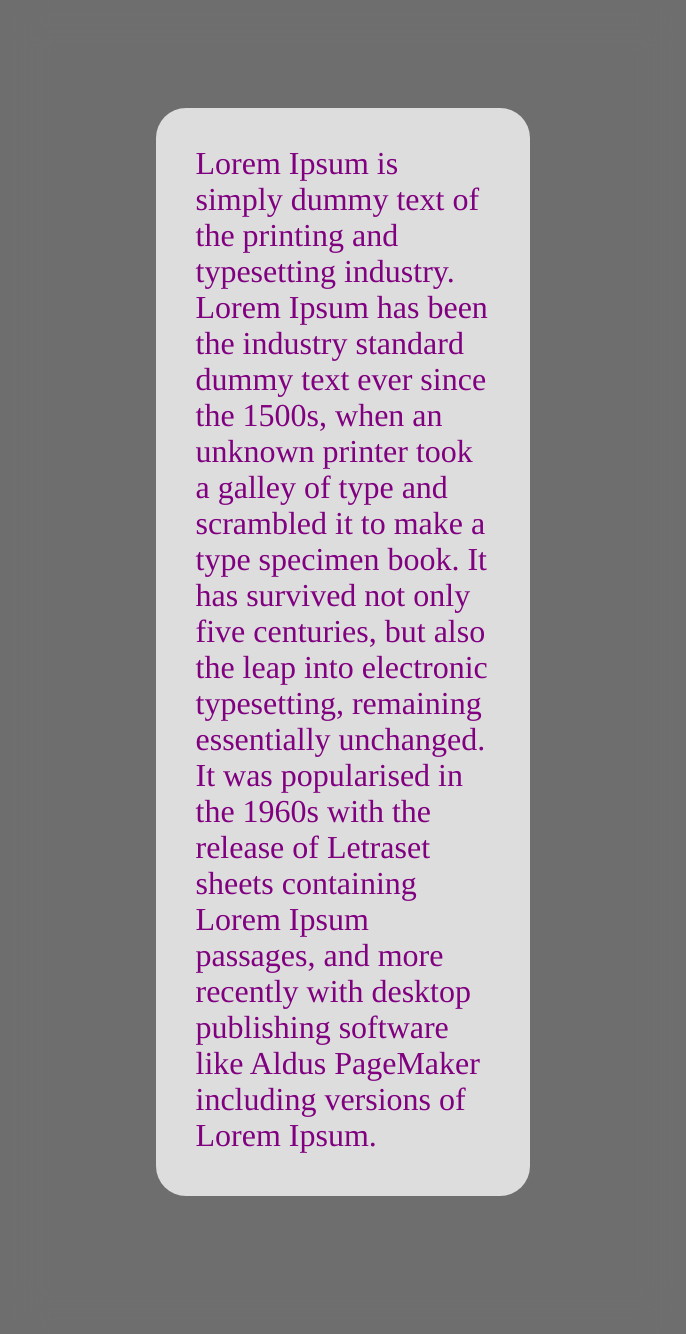 Lorem Ipsum is
simply dummy text of
the printing and
typesetting industry.
Lorem Ipsum has been
the industry standard
dummy text ever since
the 1500s, when an
unknown printer took
a galley of type and
scrambled it to make a
type specimen book. It
has survived not only
five centuries, but also
the leap into electronic
typesetting, remaining
essentially unchanged.
It was popularised in
the 1960s with the
release of Letraset
sheets containing
Lorem Ipsum
passages, and more
recently with desktop
publishing software
like Aldus PageMaker
including versions of
Lorem Ipsum.